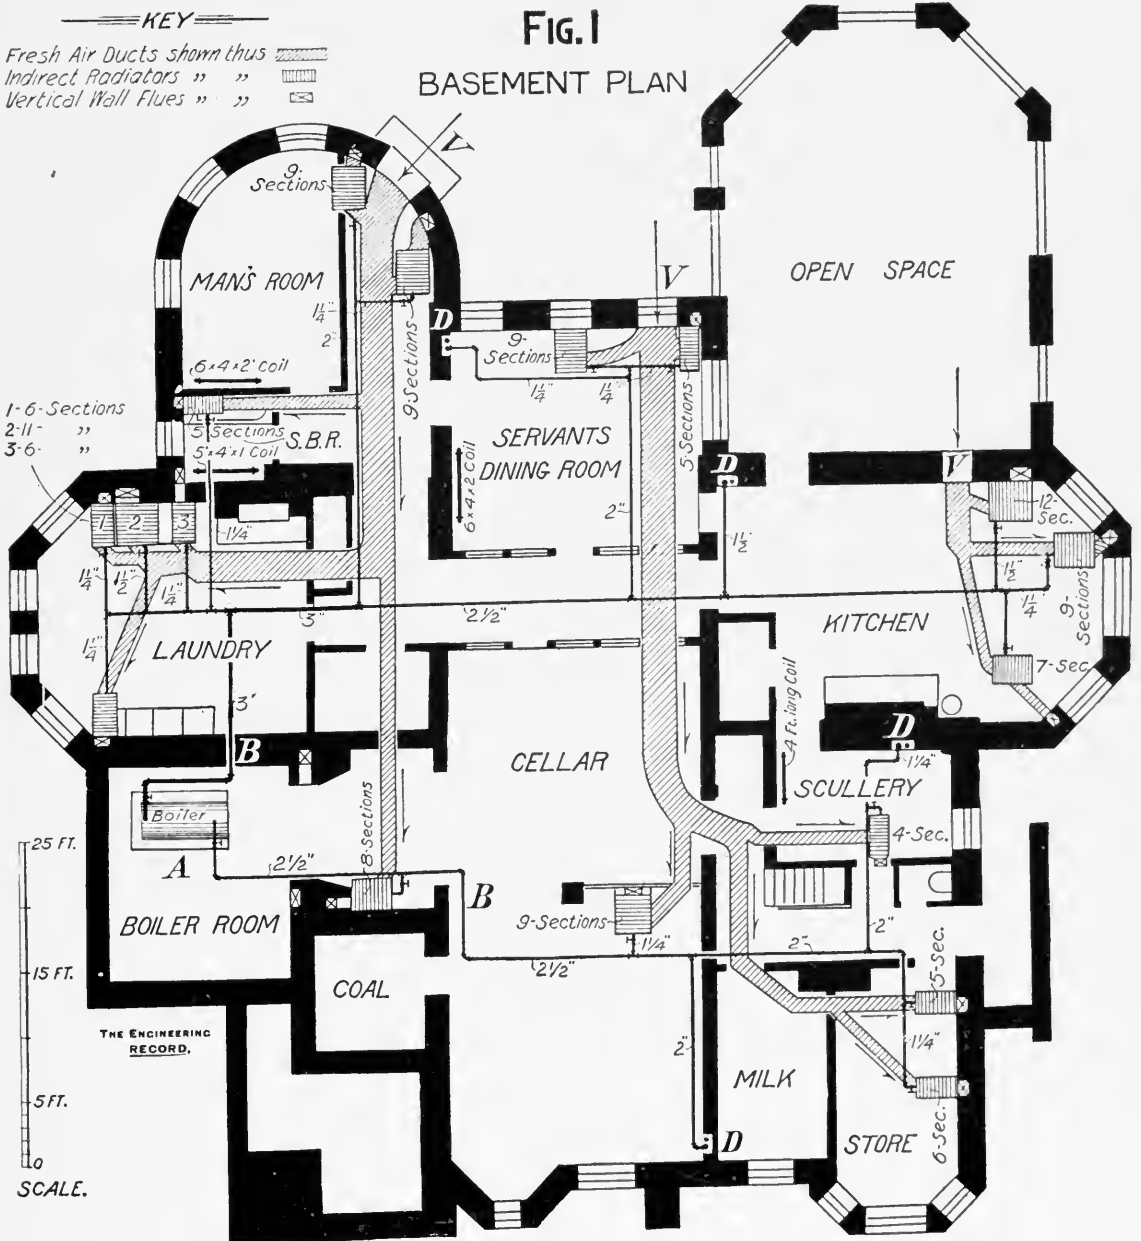 KEY
Fresh Air Ducts shown thus
Indirect Radiators " "
Vertical Wall Flues " "
FIG. 1
BASEMENT PLAN
V
9-
Sections
MAN'S ROOM
1¼"
2"
9-Sections
6×4×2' Coil
1-6-Sections
2-11- "
3-6- "
5 Sections
5'×4'×1 Coil
S.B.R.
D
9-
Sections
V
1¼"
1¼"
5-Sections
SERVANTS
DINING ROOM
6×4×2 Coil
2"
OPEN SPACE
D
1½
V
12-
Sec.
1½"
1¼"
9-
Sections
KITCHEN
7-Sec.
1
2
3
1¼"
1¼"
1½"
1¼"
1¼"
3"
2½"
LAUNDRY
3"
B
CELLAR
4 Ft. long Coil
D
1¼"
SCULLERY
4-Sec.
Boiler
A
2½"
8-Sections
B
BOILER ROOM
9-Sections
1¼"
2½"
2"
2"
COAL
5-Sec.
1¼"
2"
MILK
D
STORE
6-Sec.
THE ENGINEERING
RECORD.
25 FT.
15 FT.
5 FT.
0
SCALE.